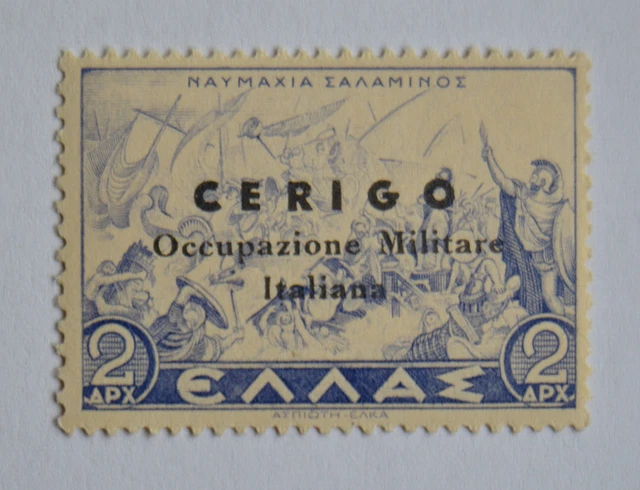 ΝΑΥΜΑΧΙΑ ΣΑΛΑΜΙΝΟΣ
CERIGO
Occupazione Militare
Italiana
2 ΔΡΧ ΕΛΛΑΣ 2 ΔΡΧ
ΑΣΠΙΩΤΗ-ΕΛΚΑ